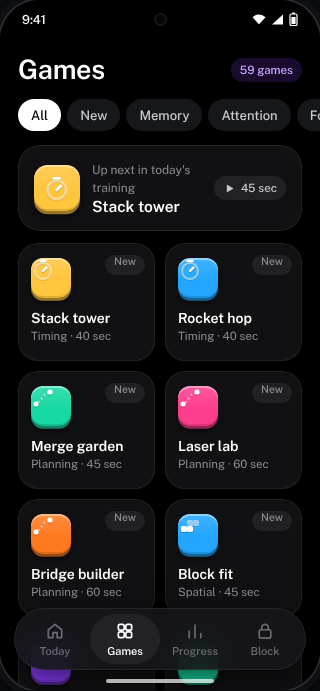 9:41
Games
59 games
All
New
Memory
Attention
Fo
Up next in today's
training
Stack tower
45 sec
New
Stack tower
Timing · 40 sec
New
Rocket hop
Timing · 40 sec
New
Merge garden
Planning · 45 sec
New
Laser lab
Planning · 60 sec
New
Bridge builder
Planning · 60 sec
New
Block fit
Spatial · 45 sec
Today
Games
Progress
Block